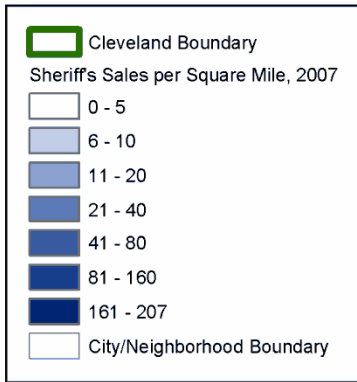 Cleveland Boundary
Sheriff's Sales per Square Mile, 2007
0 - 5
6 - 10
11 - 20
21 - 40
41 - 80
81 - 160
161 - 207
City/Neighborhood Boundary